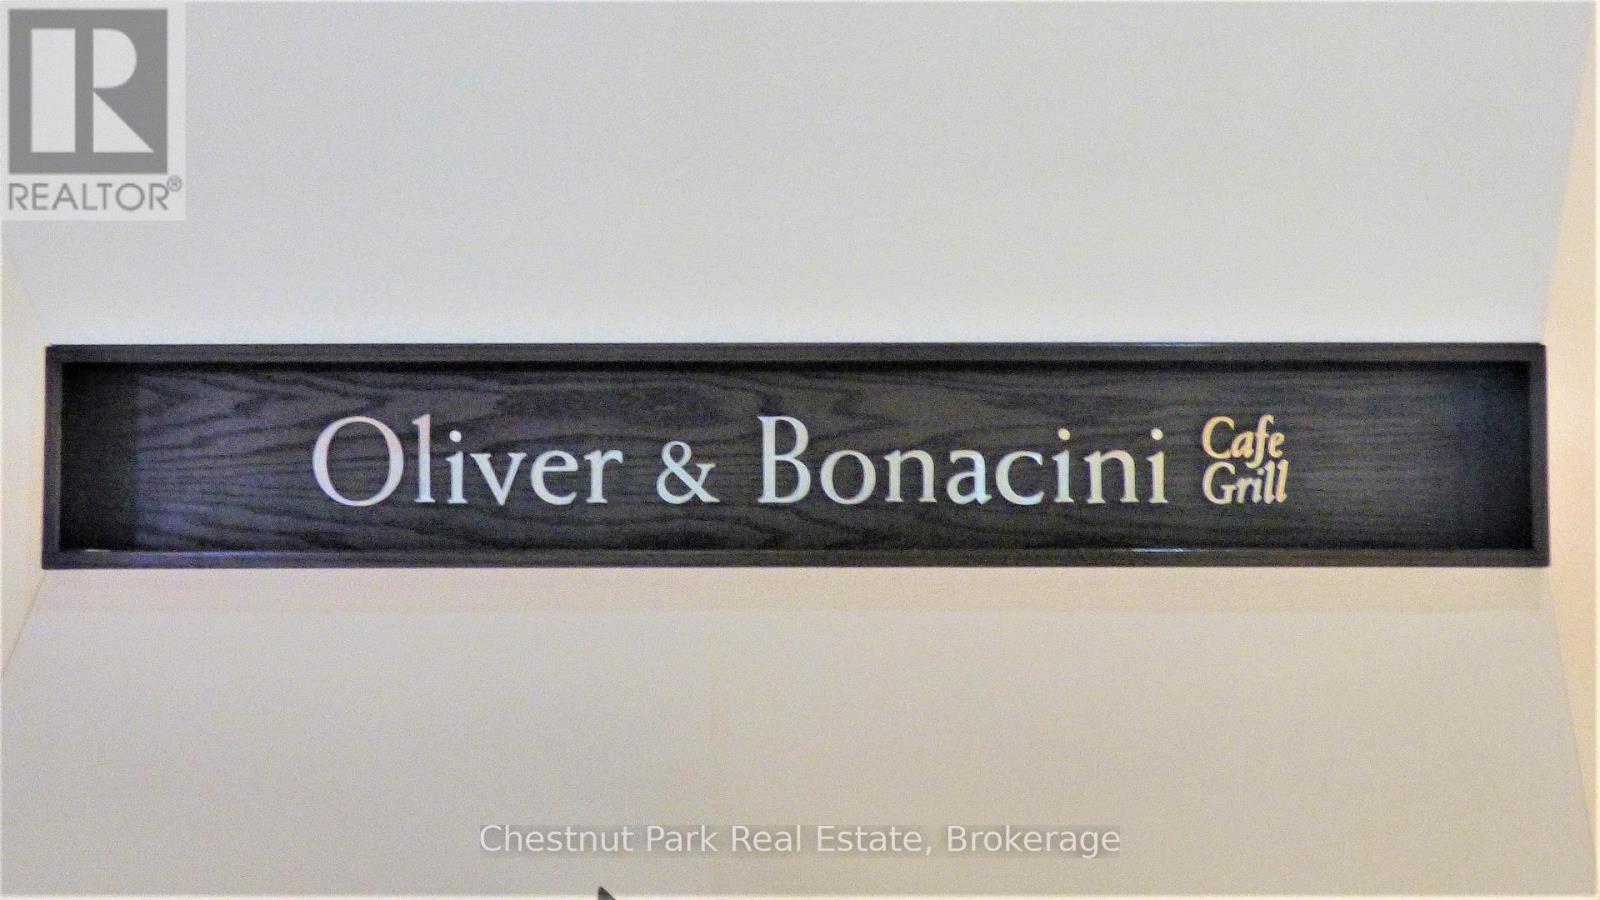 R
REALTOR®
Oliver & Bonacini Cafe Grill
Chestnut Park Real Estate, Brokerage